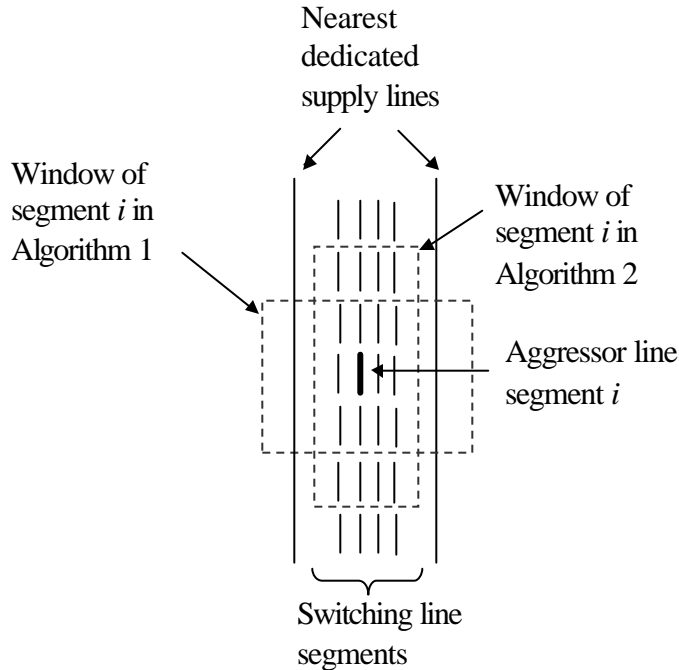 Nearest
dedicated
supply lines
Window of
segment i in
Algorithm 1
Window of
segment i in
Algorithm 2
Aggressor line
segment i
Switching line
segments